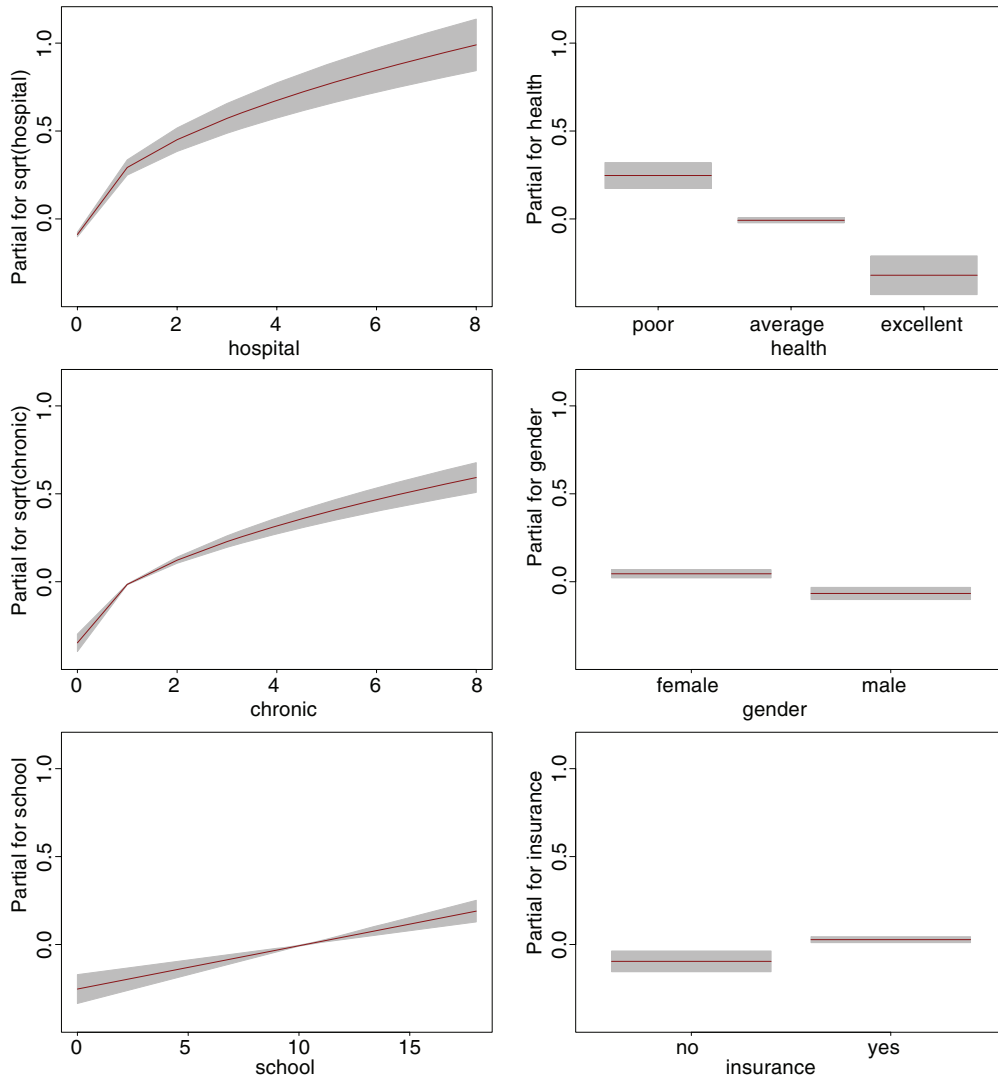 Partial for sqrt(hospital)
1.0
0.5
0.0
0 2 4 6 8
hospital
Partial for health
1.0
0.5
0.0
poor average excellent
health
Partial for sqrt(chronic)
1.0
0.5
0.0
0 2 4 6 8
chronic
Partial for gender
1.0
0.5
0.0
female male
gender
Partial for school
1.0
0.5
0.0
0 5 10 15
school
Partial for insurance
1.0
0.5
0.0
no yes
insurance